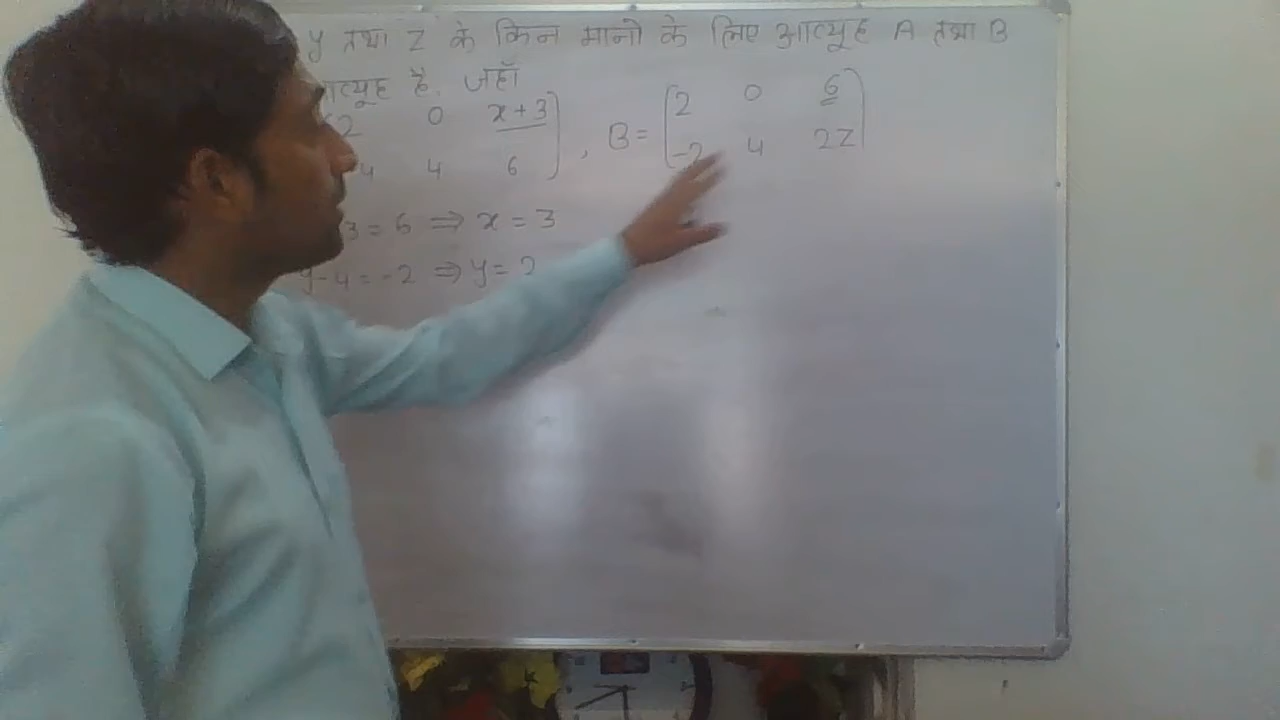 y तथा z के किन मानो के लिए आव्यूह A तथा B
आव्यूह है, जहाँ
2 0 x + 3
4 4 6
, B = 2 0 6
-2 4 2z
3 = 6 ⇒ x = 3
y - 4 = -2 ⇒ y = 2